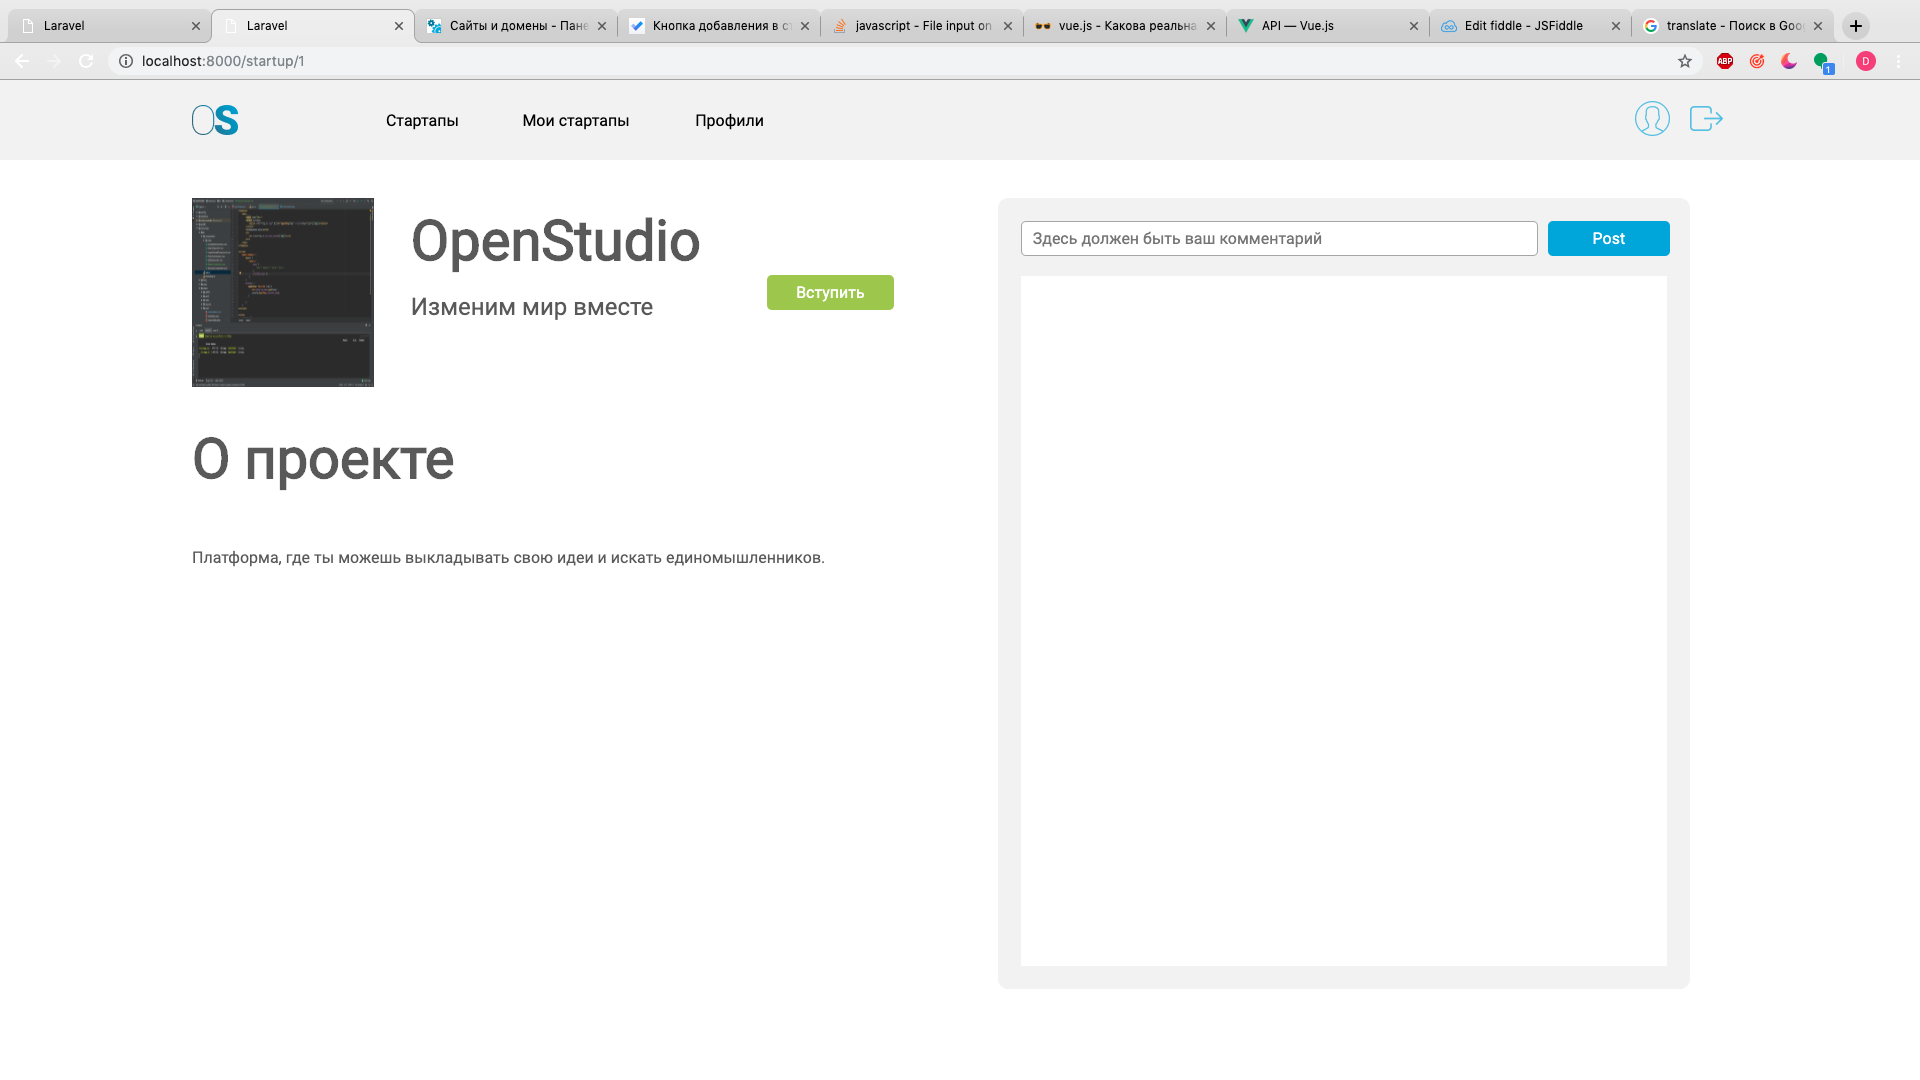 Laravel
Laravel
Сайты и домены - Пане
Кнопка добавления в ст
javascript - File input on
vue.js - Какова реальна
API — Vue.js
Edit fiddle - JSFiddle
translate - Поиск в Goo
localhost:8000/startup/1
ABP
1
D
OS
Стартапы
Мои стартапы
Профили
OpenStudio
Изменим мир вместе
Вступить
Здесь должен быть ваш комментарий
Post
О проекте
Платформа, где ты можешь выкладывать свою идеи и искать единомышленников.